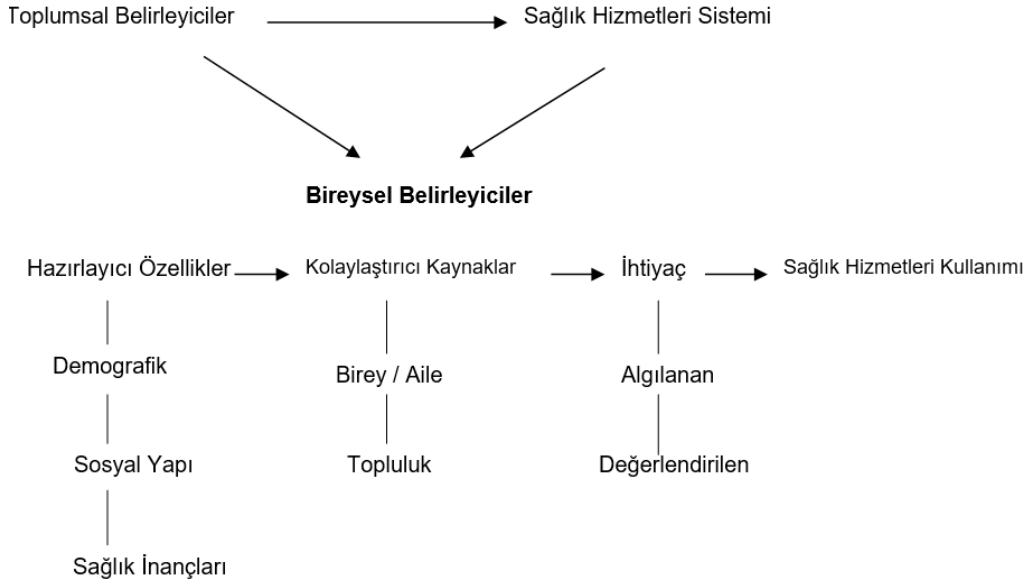 Toplumsal Belirleyiciler
Sağlık Hizmetleri Sistemi
Bireysel Belirleyiciler
Hazırlayıcı Özellikler
Kolaylaştırıcı Kaynaklar
İhtiyaç
Sağlık Hizmetleri Kullanımı
Demografik
Birey / Aile
Algılanan
Sosyal Yapı
Topluluk
Değerlendirilen
Sağlık İnançları